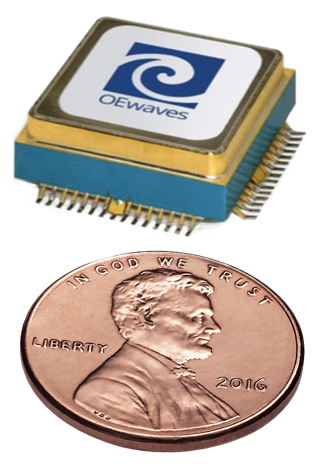 OEwaves
IN GOD WE TRUST
LIBERTY
2016